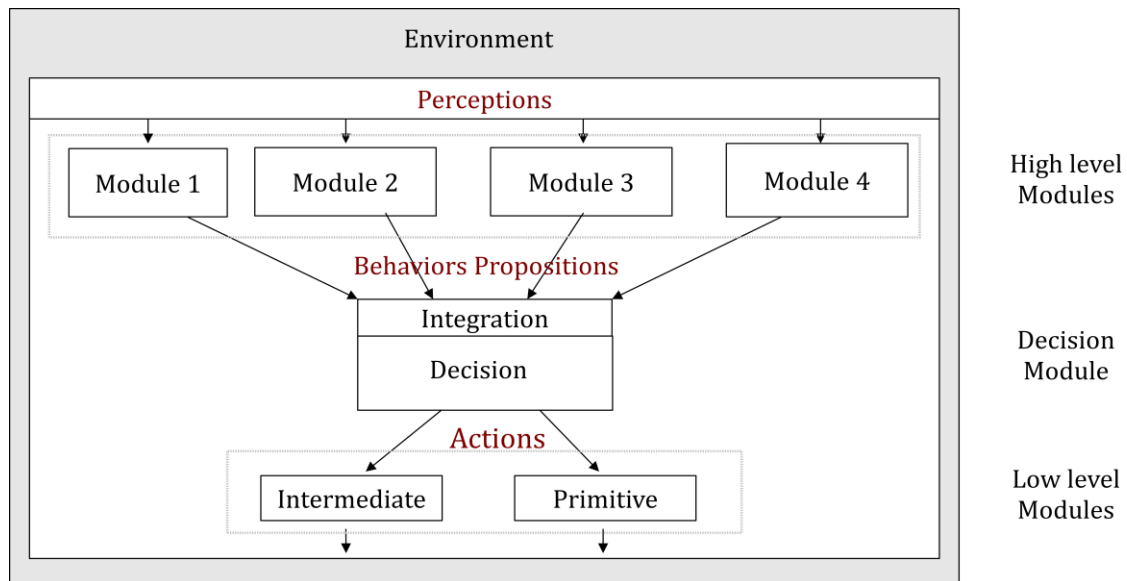 Environment
Perceptions
Module 1
Module 2
Module 3
Module 4
High level
Modules
Behaviors Propositions
Integration
Decision
Decision
Module
Actions
Intermediate
Primitive
Low level
Modules